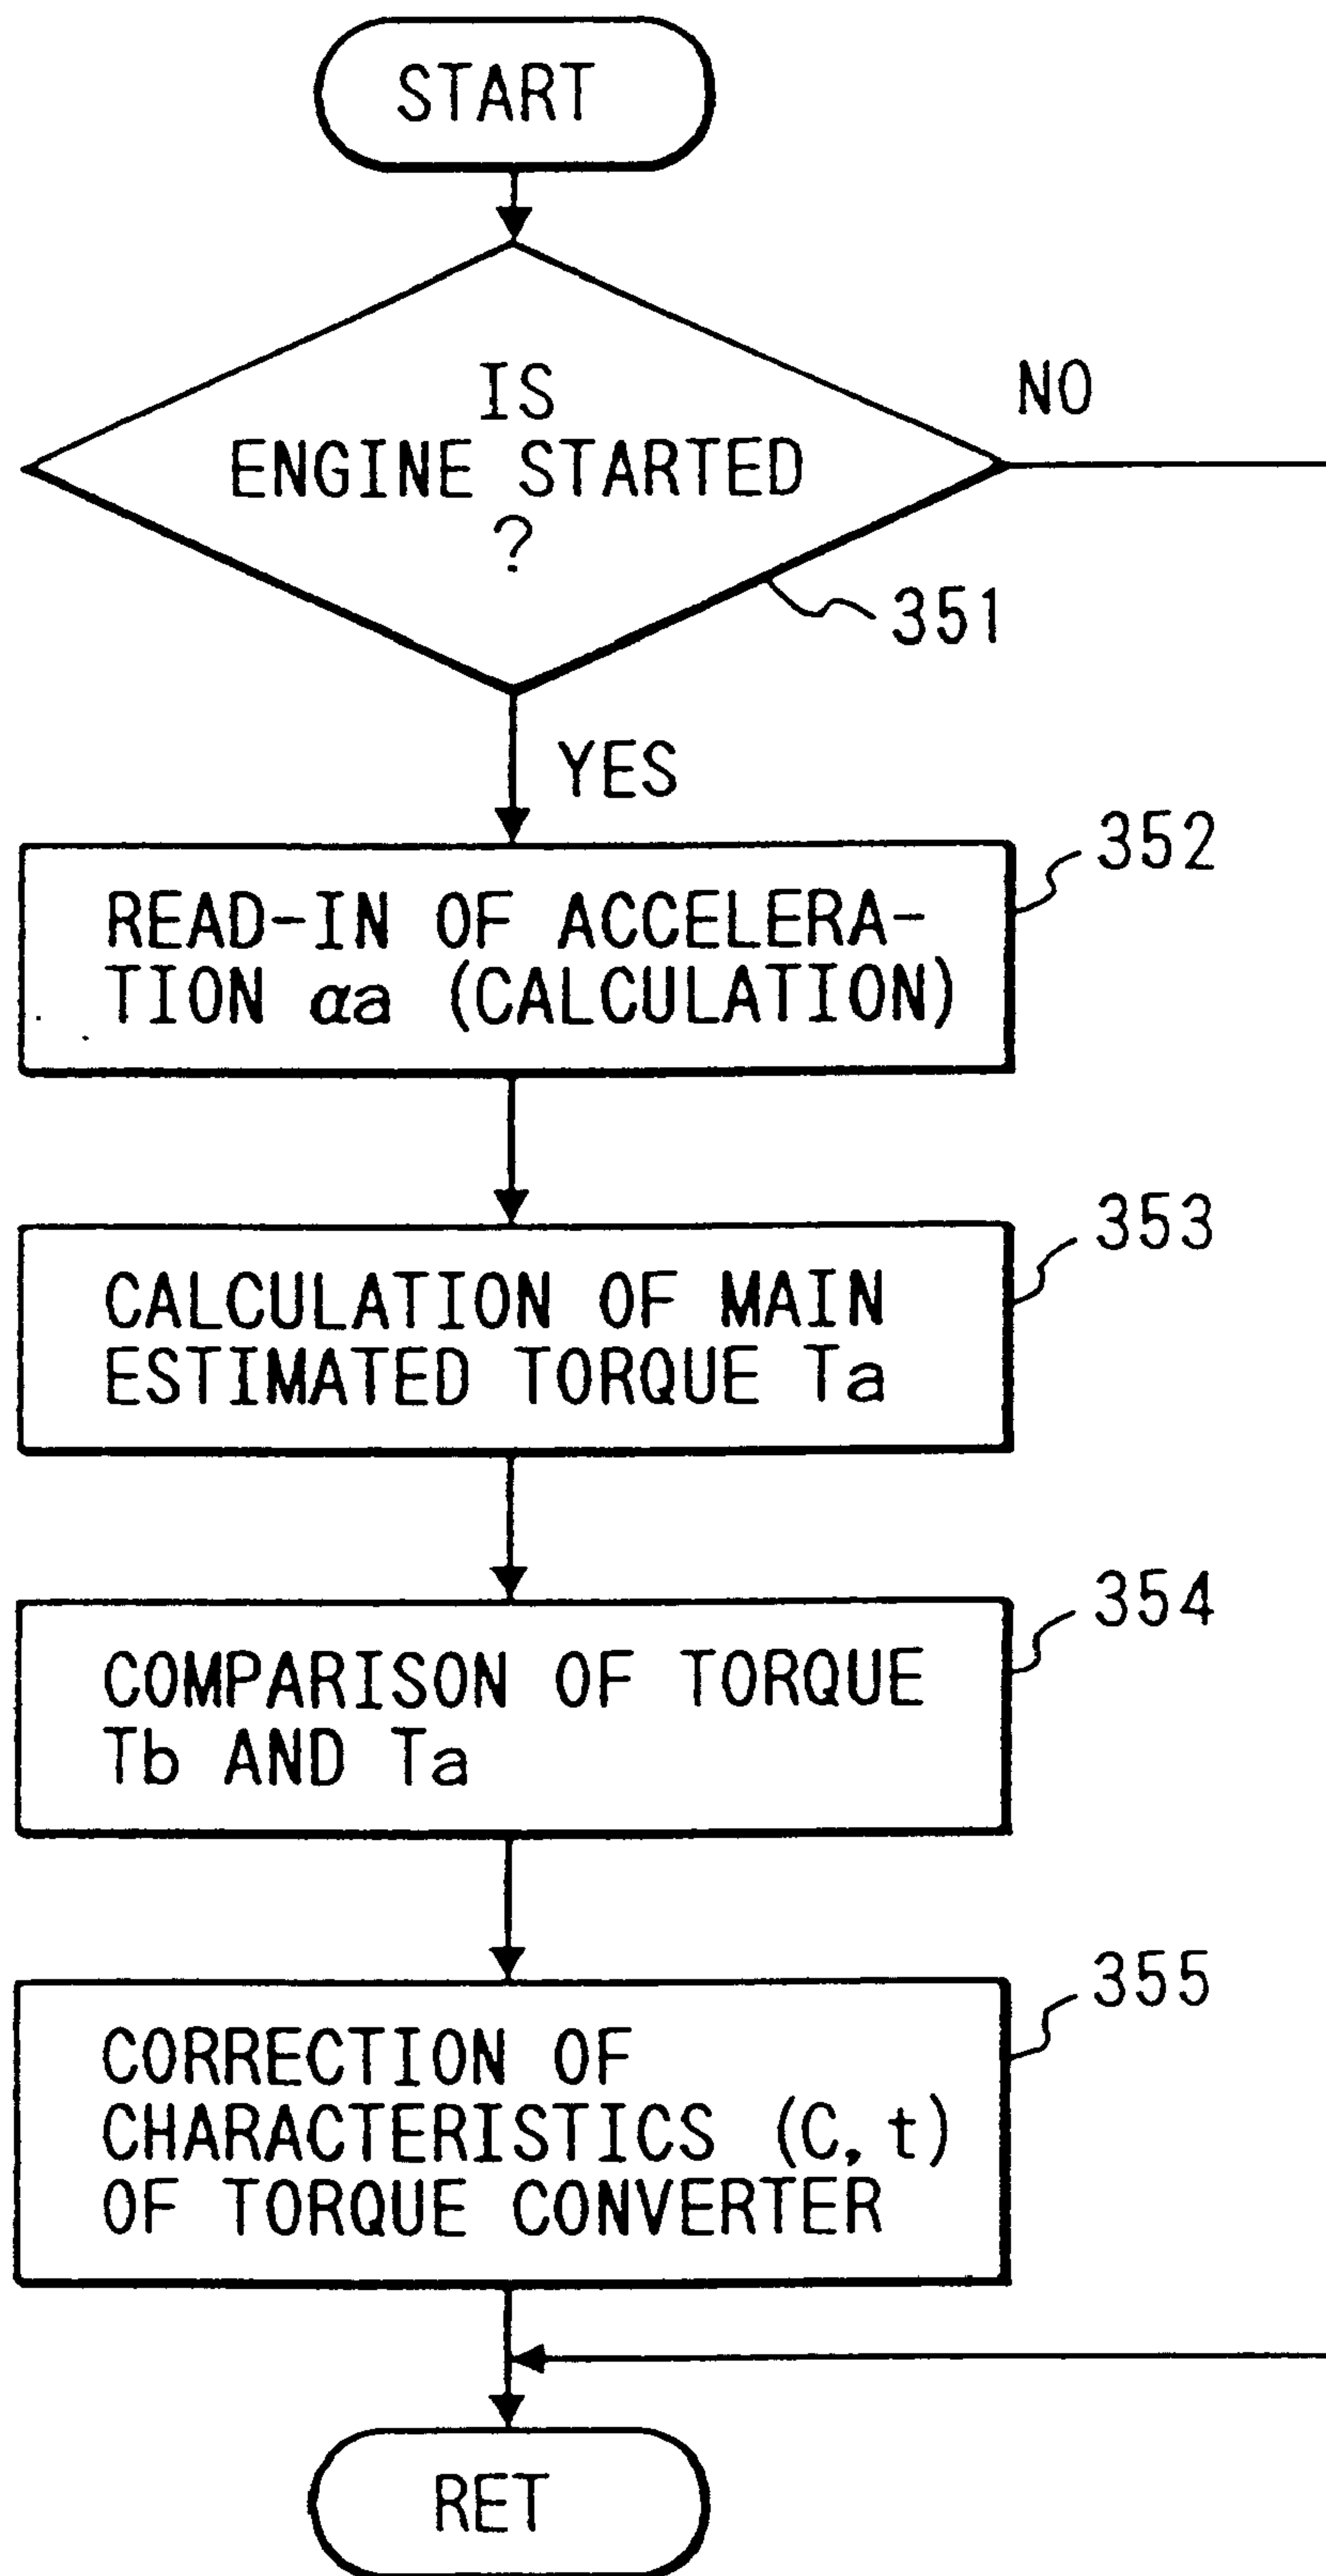 START
IS
ENGINE STARTED
?
NO
351
YES
352
READ-IN OF ACCELERA-
TION αa (CALCULATION)
353
CALCULATION OF MAIN
ESTIMATED TORQUE Ta
354
COMPARISON OF TORQUE
Tb AND Ta
355
CORRECTION OF
CHARACTERISTICS (C, t)
OF TORQUE CONVERTER
RET